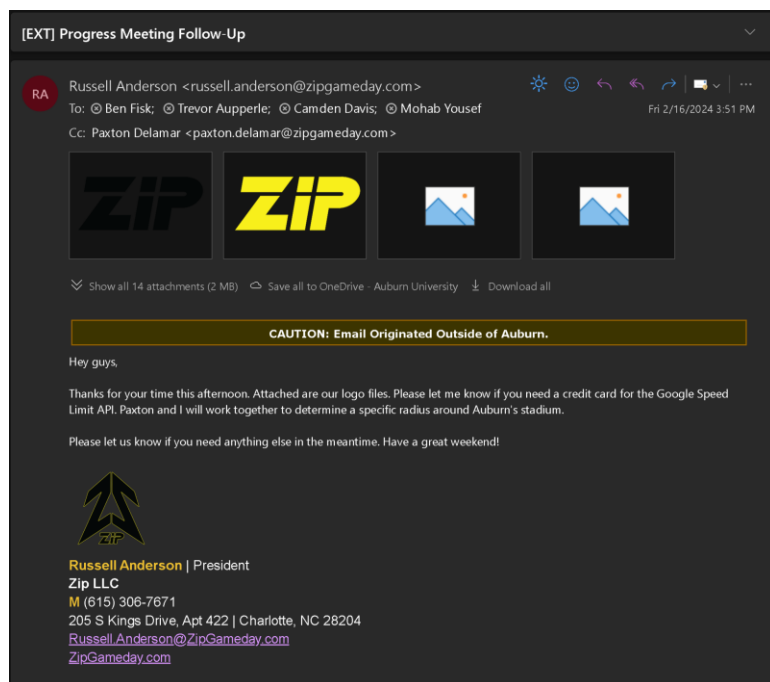 [EXT] Progress Meeting Follow-Up
RA
Russell Anderson <russell.anderson@zipgameday.com>
To: Ben Fisk; Trevor Aupperle; Camden Davis; Mohab Yousef
Fri 2/16/2024 3:51 PM
Cc: Paxton Delamar <paxton.delamar@zipgameday.com>
ZiP
ZiP
Show all 14 attachments (2 MB) Save all to OneDrive - Auburn University Download all
CAUTION: Email Originated Outside of Auburn.
Hey guys,
Thanks for your time this afternoon. Attached are our logo files. Please let me know if you need a credit card for the Google Speed
Limit API. Paxton and I will work together to determine a specific radius around Auburn's stadium.
Please let us know if you need anything else in the meantime. Have a great weekend!
ZiP
Russell Anderson | President
Zip LLC
M (615) 306-7671
205 S Kings Drive, Apt 422 | Charlotte, NC 28204
Russell.Anderson@ZipGameday.com
ZipGameday.com